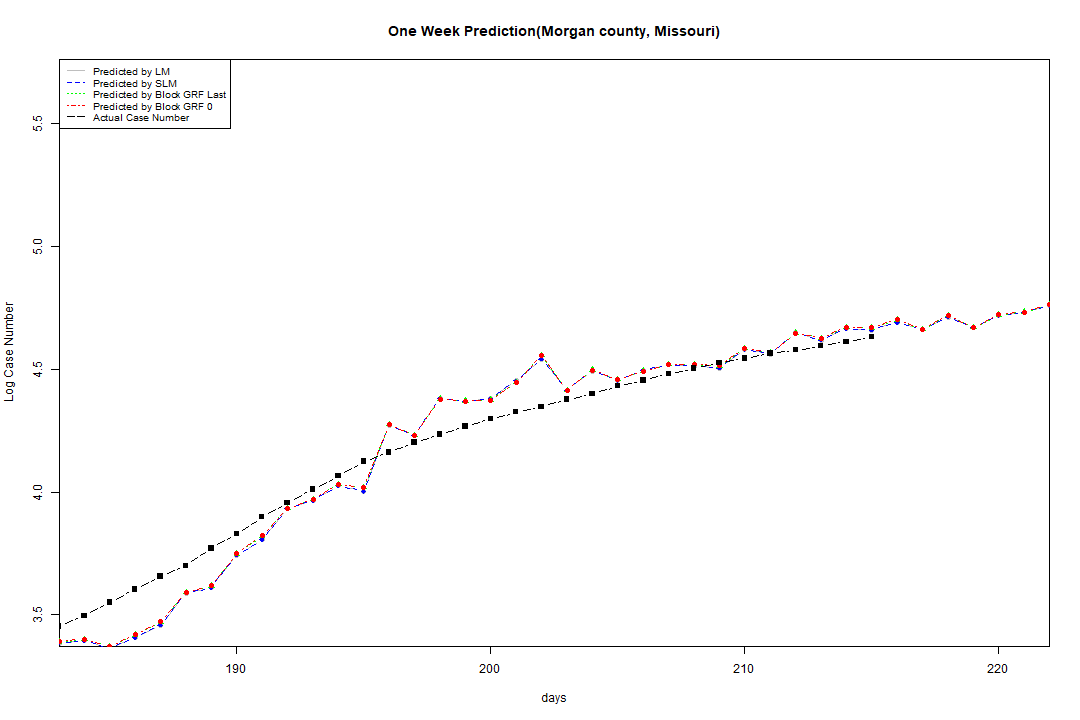 One Week Prediction(Morgan county, Missouri)
Predicted by LM
Predicted by SLM
Predicted by Block GRF Last
Predicted by Block GRF 0
Actual Case Number
5.5
5.0
4.5
4.0
3.5
Log Case Number
190
200
210
220
days